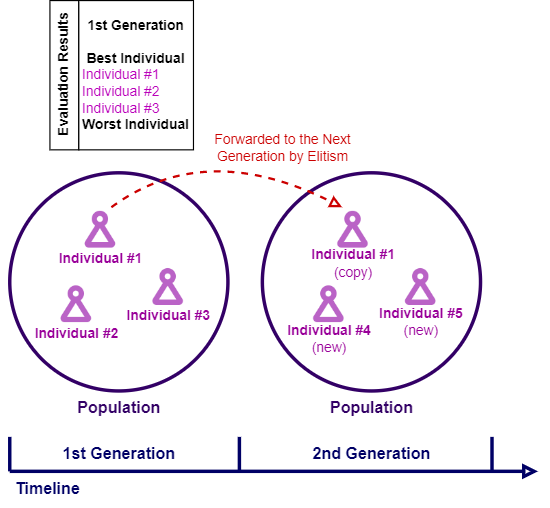 Evaluation Results
1st Generation
Best Individual
Individual #1
Individual #2
Individual #3
Worst Individual
Forwarded to the Next
Generation by Elitism
Individual #1
Individual #2
Individual #3
Population
Individual #1
(copy)
Individual #4
(new)
Individual #5
(new)
Population
1st Generation
2nd Generation
Timeline